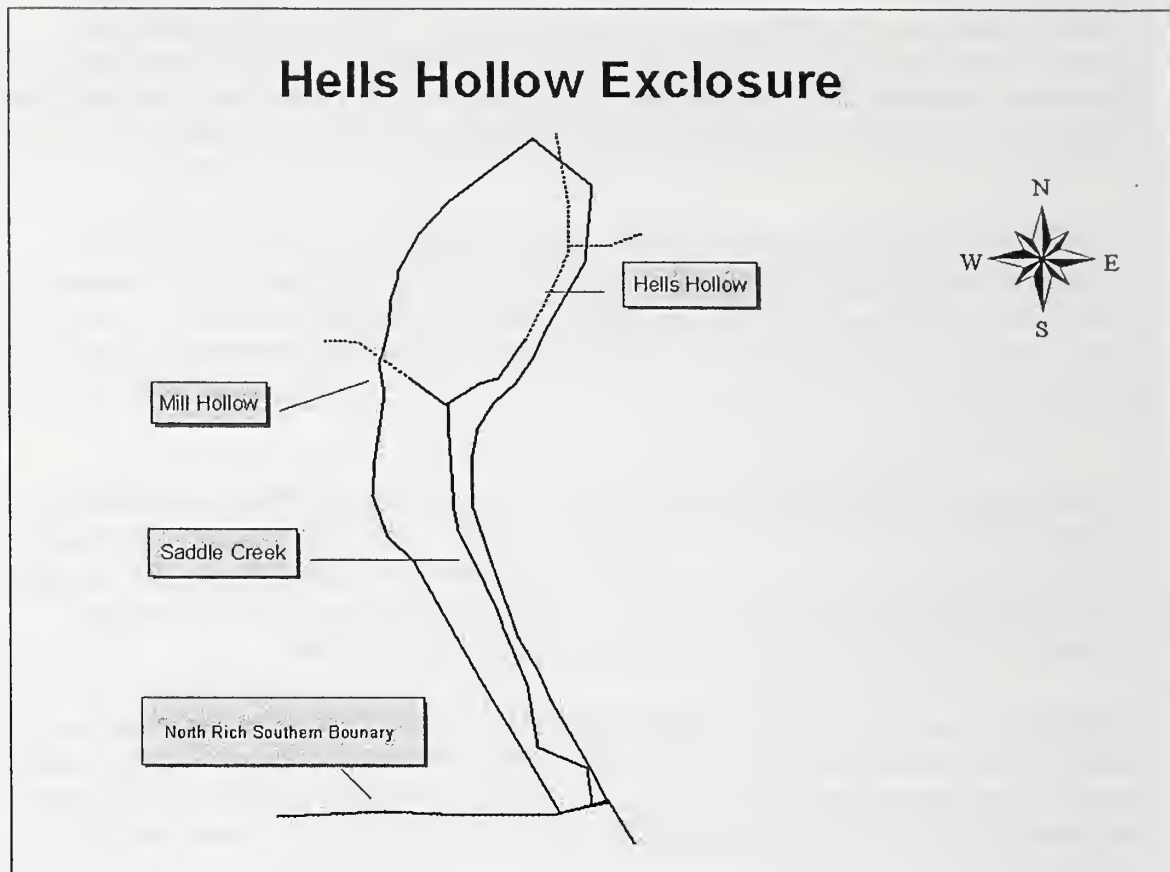 Hells Hollow Exclosure
N
W
E
S
Hells Hollow
Mill Hollow
Saddle Creek
North Rich Southern Bounary